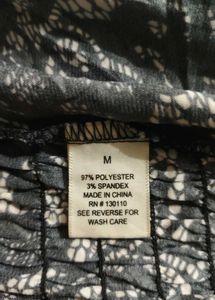 M
97% POLYESTER
3% SPANDEX
MADE IN CHINA
RN # 130110
SEE REVERSE FOR
WASH CARE